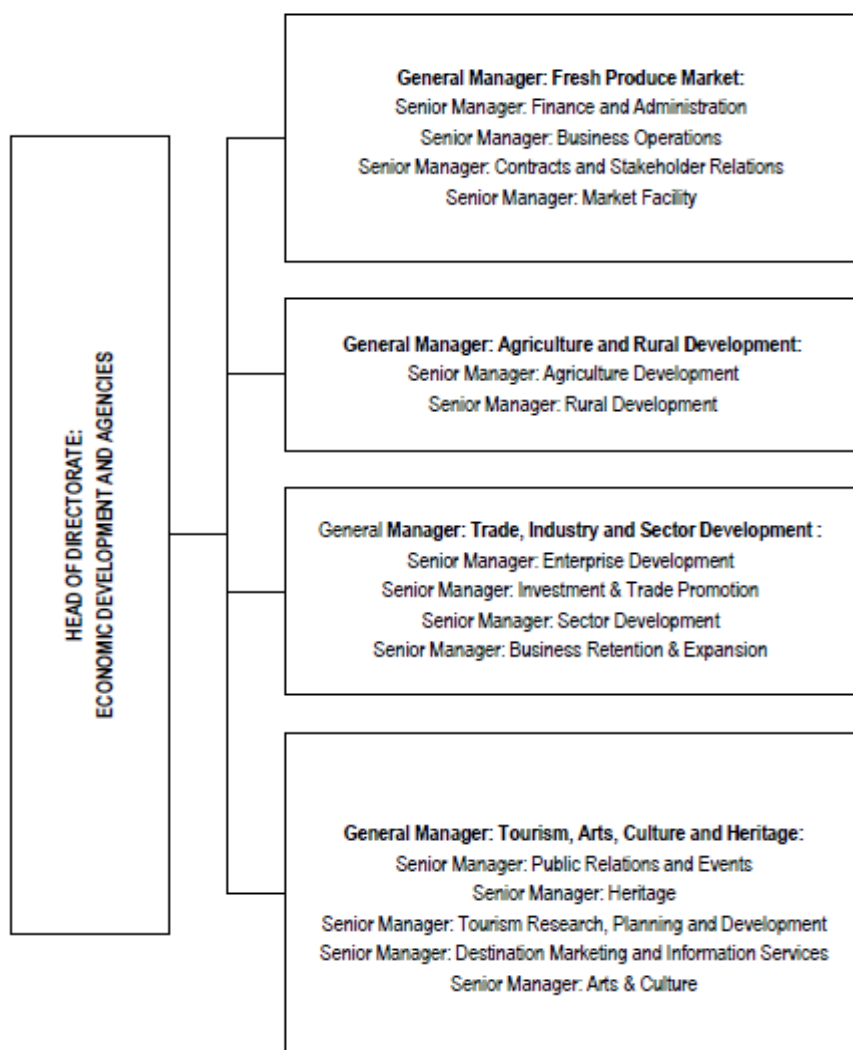 HEAD OF DIRECTORATE:
ECONOMIC DEVELOPMENT AND AGENCIES
General Manager: Fresh Produce Market:
Senior Manager: Finance and Administration
Senior Manager: Business Operations
Senior Manager: Contracts and Stakeholder Relations
Senior Manager: Market Facility
General Manager: Agriculture and Rural Development:
Senior Manager: Agriculture Development
Senior Manager: Rural Development
General Manager: Trade, Industry and Sector Development :
Senior Manager: Enterprise Development
Senior Manager: Investment & Trade Promotion
Senior Manager: Sector Development
Senior Manager: Business Retention & Expansion
General Manager: Tourism, Arts, Culture and Heritage:
Senior Manager: Public Relations and Events
Senior Manager: Heritage
Senior Manager: Tourism Research, Planning and Development
Senior Manager: Destination Marketing and Information Services
Senior Manager: Arts & Culture